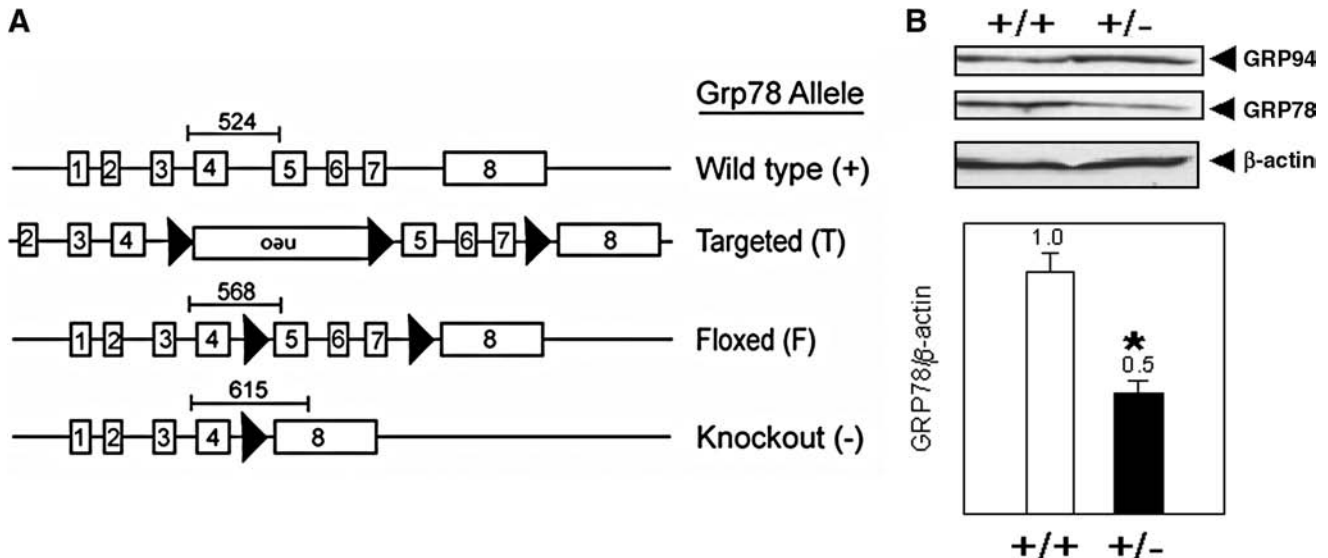 A
Grp78 Allele
524
1 2 3 4 5 6 7 8
Wild type (+)
2 3 4 neo 5 6 7 8
Targeted (T)
568
1 2 3 4 5 6 7 8
Floxed (F)
615
1 2 3 4 8
Knockout (-)
B
+/+ +/-
GRP94
GRP78
β-actin
GRP78/β-actin
1.0
*
0.5
+/+ +/-